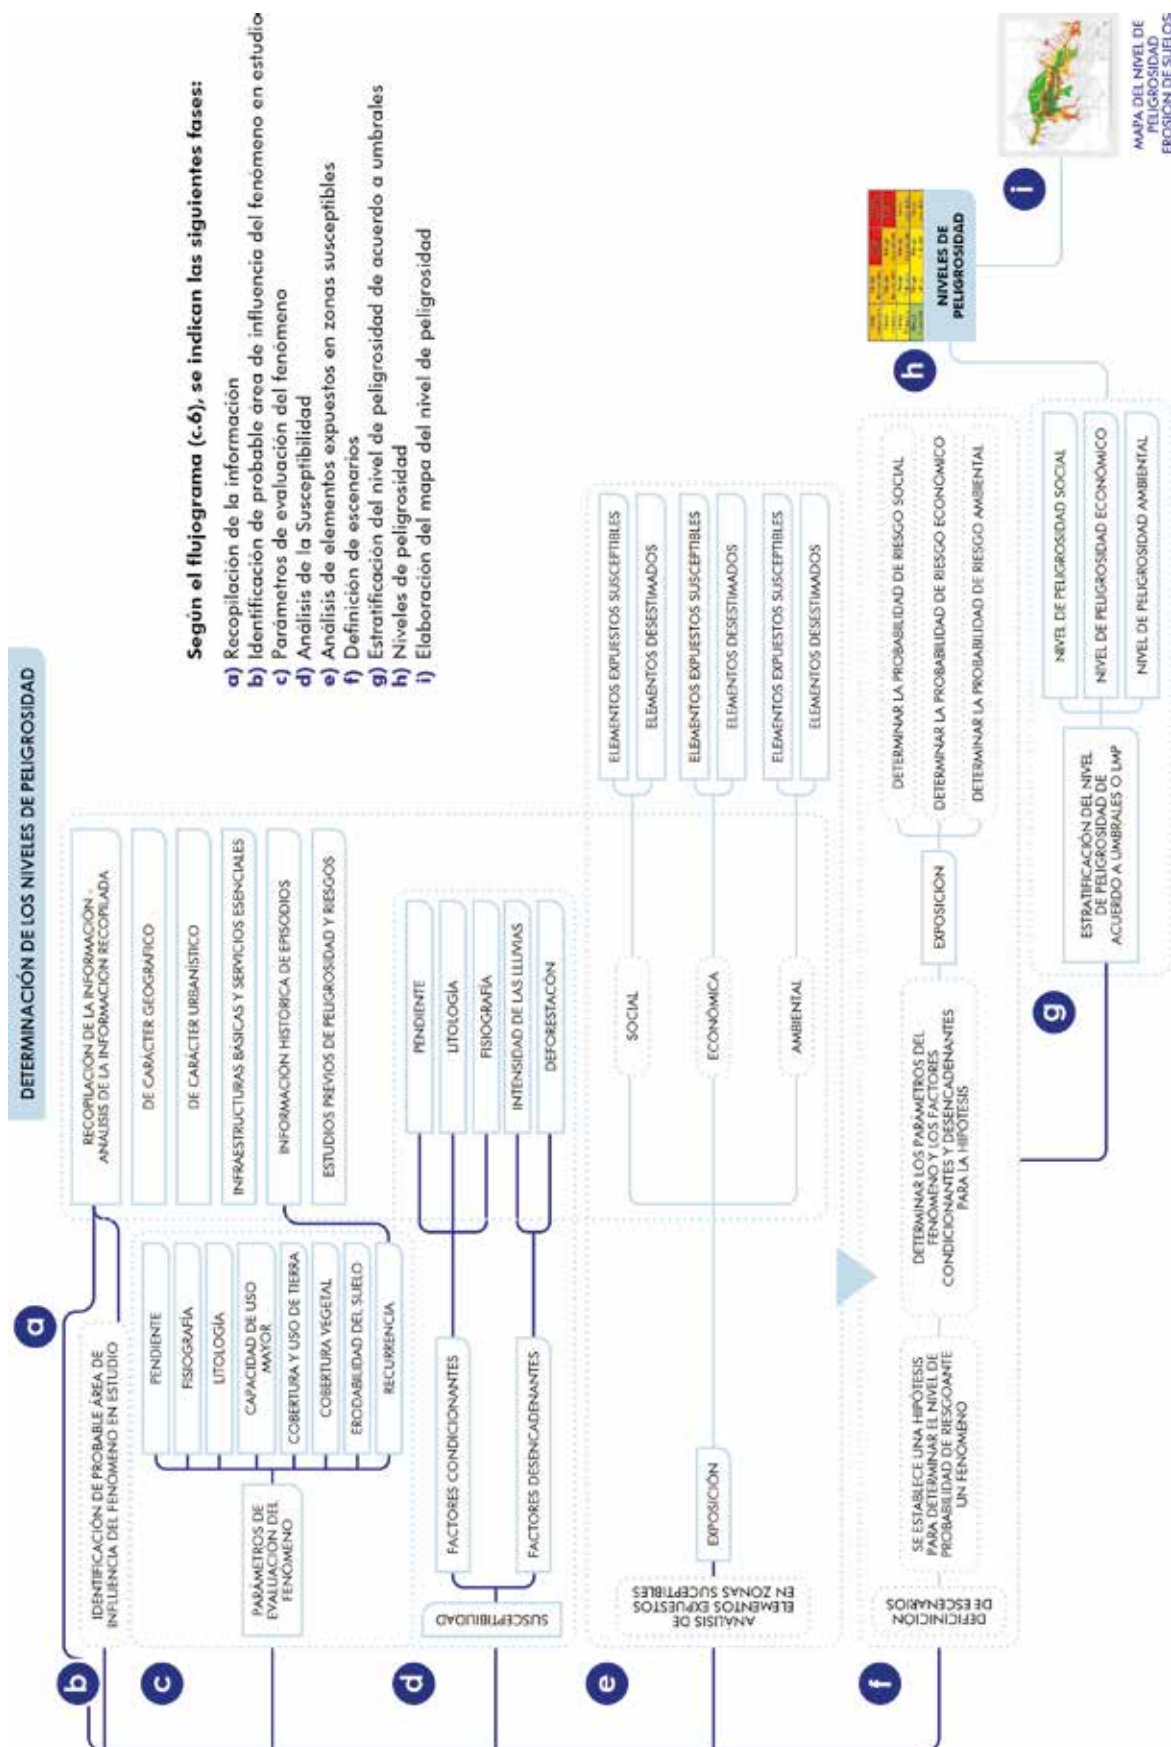 DETERMINACIÓN DE LOS NIVELES DE PELIGROSIDAD
Según el flujograma (c.6), se indican las siguientes fases:
a) Recopilación de la información
b) Identificación de probable área de influencia del fenómeno en estudio
c) Parámetros de evaluación del fenómeno
d) Análisis de la Susceptibilidad
e) Análisis de elementos expuestos en zonas susceptibles
f) Definición de escenarios
g) Estratificación del nivel de peligrosidad de acuerdo a umbrales
h) Niveles de peligrosidad
i) Elaboración del mapa del nivel de peligrosidad
a
RECOPILACIÓN DE LA INFORMACIÓN -
ANÁLISIS DE LA INFORMACIÓN RECOPILADA
DE CARÁCTER GEOGRÁFICO
DE CARÁCTER URBANÍSTICO
INFRAESTRUCTURAS BÁSICAS Y SERVICIOS ESENCIALES
INFORMACIÓN HISTÓRICA DE EPISODIOS
ESTUDIOS PREVIOS DE PELIGROSIDAD Y RIESGOS
b
IDENTIFICACIÓN DE PROBABLE ÁREA DE
INFLUENCIA DEL FENÓMENO EN ESTUDIO
c
PARÁMETROS DE
EVALUACIÓN DEL
FENÓMENO
PENDIENTE
FISIOGRAFÍA
LITOLOGÍA
CAPACIDAD DE USO
MAYOR
COBERTURA Y USO DE TIERRA
COBERTURA VEGETAL
ERODABILIDAD DEL SUELO
RECURRENCIA
d
SUSCEPTIBILIDAD
FACTORES CONDICIONANTES
PENDIENTE
LITOLOGÍA
FISIOGRAFÍA
FACTORES DESENCADENANTES
INTENSIDAD DE LAS LLLUVIAS
DEFORESTACÓN
e
ANÁLISIS DE
ELEMENTOS EXPUESTOS
EN ZONAS SUCEPTIBLES
EXPOSICIÓN
SOCIAL
ELEMENTOS EXPUESTOS SUSCEPTIBLES
ELEMENTOS DESESTIMADOS
ECONÓMICA
ELEMENTOS EXPUESTOS SUSCEPTIBLES
ELEMENTOS DESESTIMADOS
AMBIENTAL
ELEMENTOS EXPUESTOS SUSCEPTIBLES
ELEMENTOS DESESTIMADOS
f
DEFICINICIÓN
DE ESCENARIOS
SE ESTABLECE UNA HIPÓTESIS
PARA DETERMINAR EL NIVEL DE
PROBABILIDAD DE RIESGOANTE
UN FENÓMENO
DETERMINAR LOS PARÁMETROS DEL
FENÓMENO Y LOS FACTORES
CONDICIONANTES Y DESENCADENANTES
PARA LA HIPÓTESIS
EXPOSICIÓN
DETERMINAR LA PROBABILIDAD DE RIESGO SOCIAL
DETERMINAR LA PROBABILIDAD DE RIESGO ECONÓMICO
DETERMINAR LA PROBABILIDAD DE RIESGO AMBIENTAL
g
ESTRATIFICACIÓN DEL NIVEL
DE PELIGROSIDAD DE
ACUERDO A UMBRALES O LMP
NIVEL DE PELIGROSIDAD SOCIAL
NIVEL DE PELIGROSIDAD ECONÓMICO
NIVEL DE PELIGROSIDAD AMBIENTAL
h
NIVELES DE
PELIGROSIDAD
i
MAPA DEL NIVEL DE
PELIGROSIDAD
EROSIÓN DE SUELOS